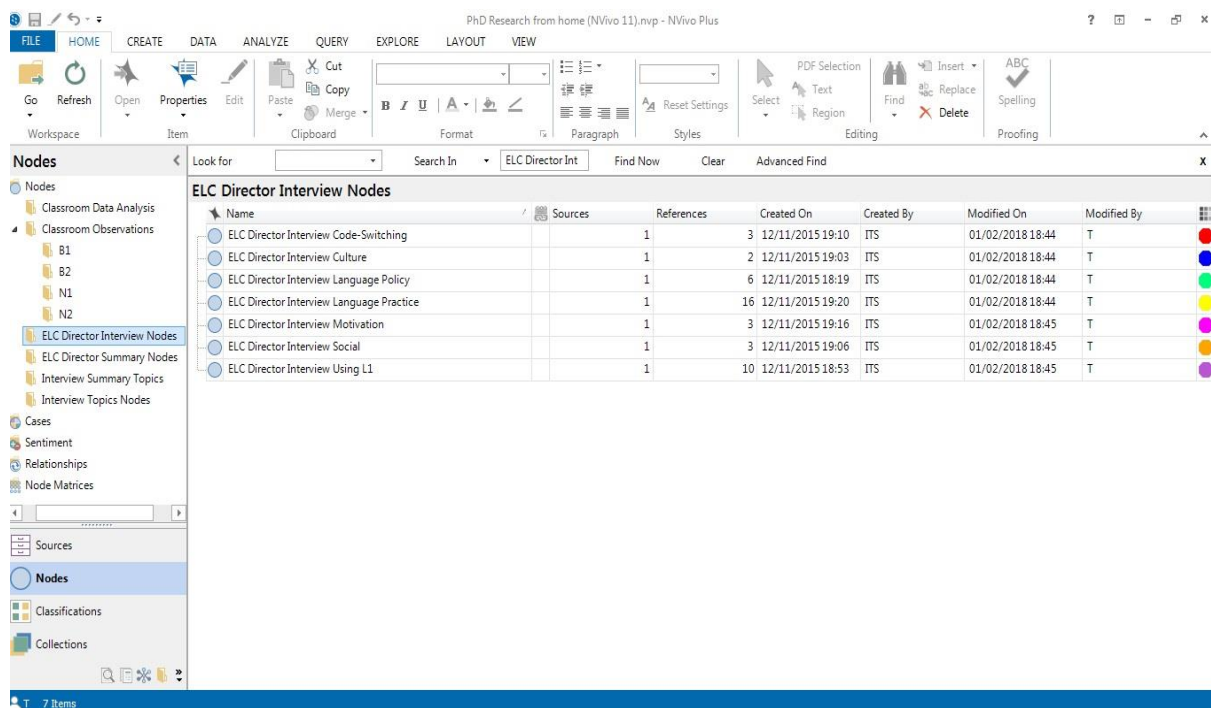 PhD Research from home (NVivo 11).nvp - NVivo Plus
?
FILE HOME CREATE DATA ANALYZE QUERY EXPLORE LAYOUT VIEW
Go Refresh Open Properties Edit Paste Cut Copy Merge
B I U A
Reset Settings
Select PDF Selection Text Region Find Insert Replace Delete
ABC Spelling
Workspace Item Clipboard Format Paragraph Styles Editing Proofing
Nodes
Look for Search In ELC Director Int Find Now Clear Advanced Find X
Nodes
Classroom Data Analysis
Classroom Observations
B1
B2
N1
N2
ELC Director Interview Nodes
ELC Director Summary Nodes
Interview Summary Topics
Interview Topics Nodes
Cases
Sentiment
Relationships
Node Matrices
Sources
Nodes
Classifications
Collections
ELC Director Interview Nodes
Name Sources References Created On Created By Modified On Modified By
ELC Director Interview Code-Switching 1 3 12/11/2015 19:10 ITS 01/02/2018 18:44 T
ELC Director Interview Culture 1 2 12/11/2015 19:03 ITS 01/02/2018 18:44 T
ELC Director Interview Language Policy 1 6 12/11/2015 18:19 ITS 01/02/2018 18:44 T
ELC Director Interview Language Practice 1 16 12/11/2015 19:20 ITS 01/02/2018 18:44 T
ELC Director Interview Motivation 1 3 12/11/2015 19:16 ITS 01/02/2018 18:45 T
ELC Director Interview Social 1 3 12/11/2015 19:06 ITS 01/02/2018 18:45 T
ELC Director Interview Using L1 1 10 12/11/2015 18:53 ITS 01/02/2018 18:45 T
T 7 Items